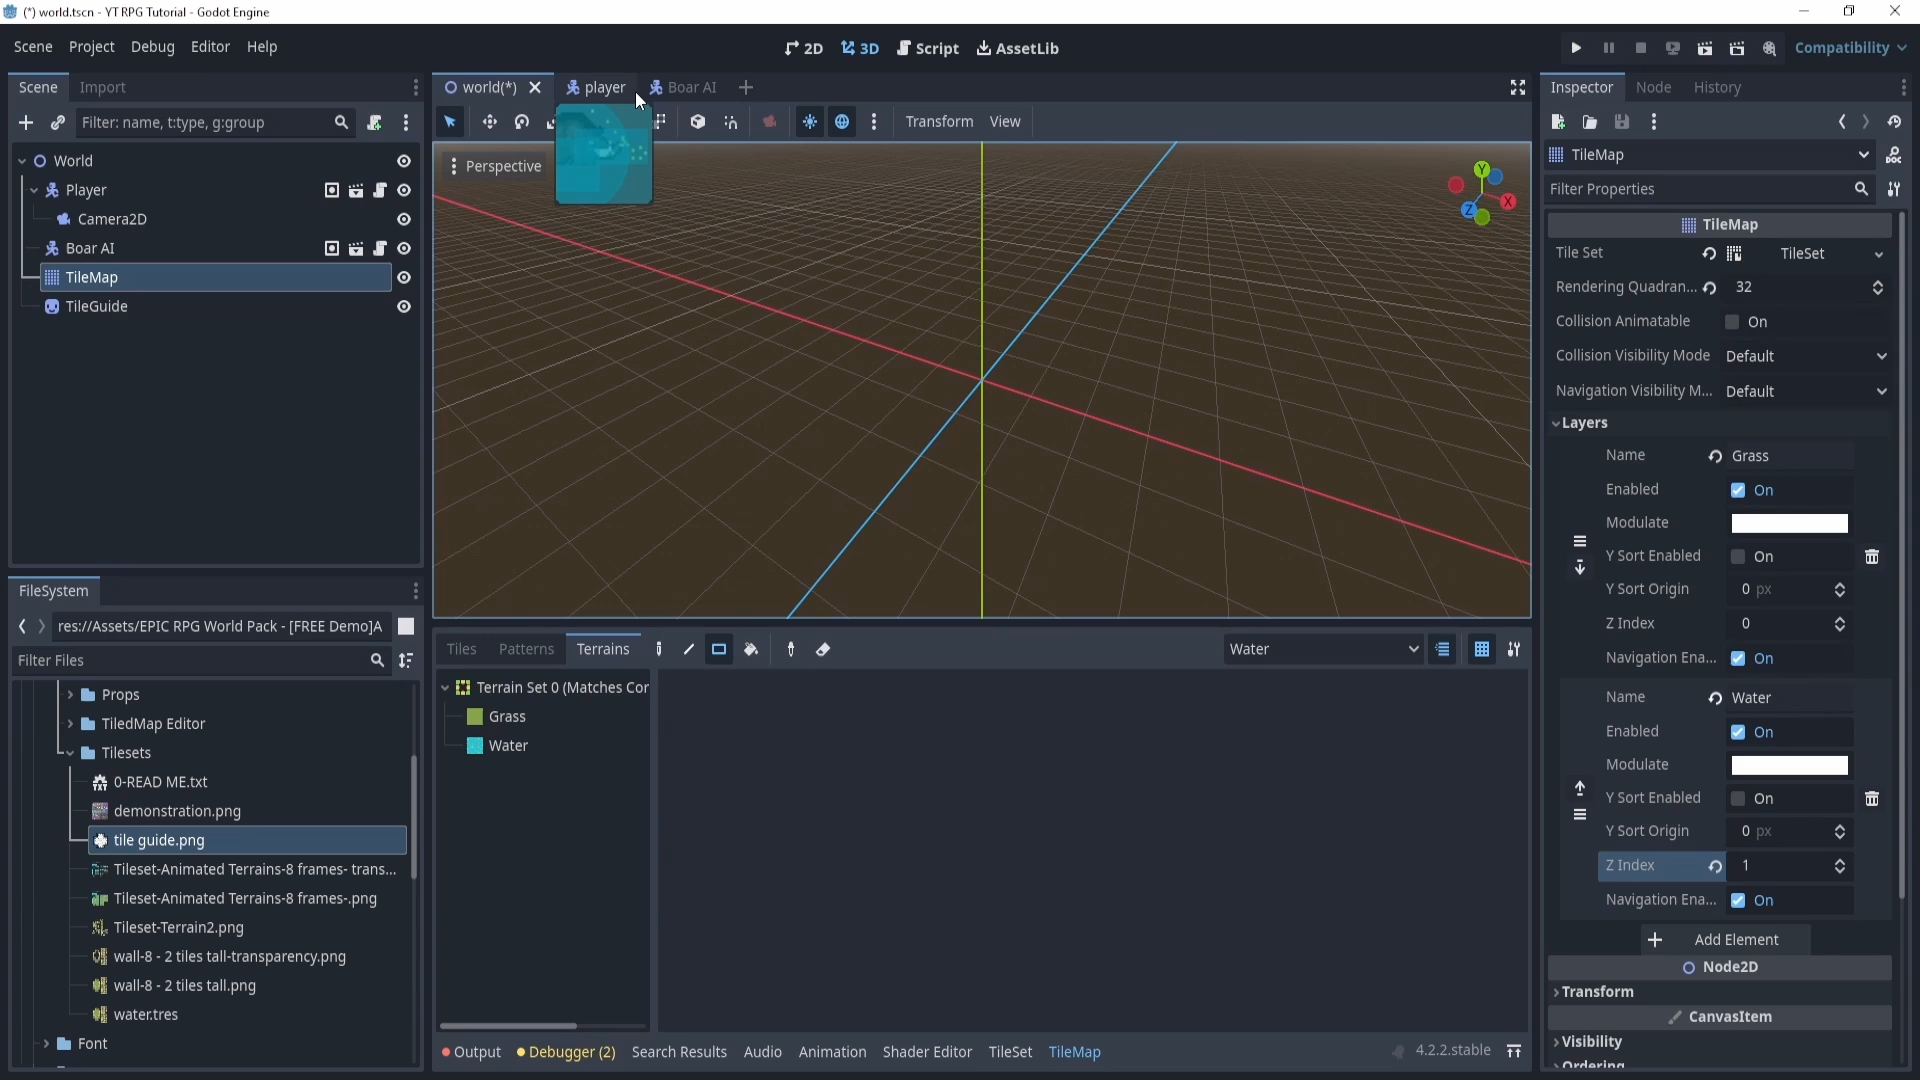 (*) world.tscn - YT RPG Tutorial - Godot Engine
Scene Project Debug Editor Help
2D 3D Script AssetLib
Compatibility
Scene Import
Filter: name, t:type, g:group
World
Player
Camera2D
Boar AI
TileMap
TileGuide
FileSystem
res://Assets/EPIC RPG World Pack - [FREE Demo]A
Filter Files
Props
TiledMap Editor
Tilesets
0-READ ME.txt
demonstration.png
tile guide.png
Tileset-Animated Terrains-8 frames- trans...
Tileset-Animated Terrains-8 frames-.png
Tileset-Terrain2.png
wall-8 - 2 tiles tall-transparency.png
wall-8 - 2 tiles tall.png
water.tres
Font
world(*) player Boar AI
Transform View
Perspective
Y
X
Z
Tiles Patterns Terrains
Water
Terrain Set 0 (Matches Cor
Grass
Water
Output Debugger (2) Search Results Audio Animation Shader Editor TileSet TileMap
4.2.2.stable
Inspector Node History
TileMap
Filter Properties
TileMap
Tile Set TileSet
Rendering Quadran... 32
Collision Animatable On
Collision Visibility Mode Default
Navigation Visibility M... Default
Layers
Name Grass
Enabled On
Modulate
Y Sort Enabled On
Y Sort Origin 0 px
Z Index 0
Navigation Ena... On
Name Water
Enabled On
Modulate
Y Sort Enabled On
Y Sort Origin 0 px
Z Index 1
Navigation Ena... On
Add Element
Node2D
Transform
CanvasItem
Visibility
Ordering